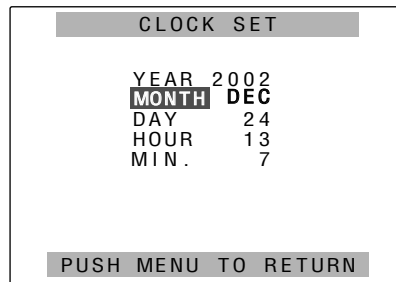 CLOCK SET
YEAR 2002
MONTH DEC
DAY 24
HOUR 13
MIN. 7
PUSH MENU TO RETURN